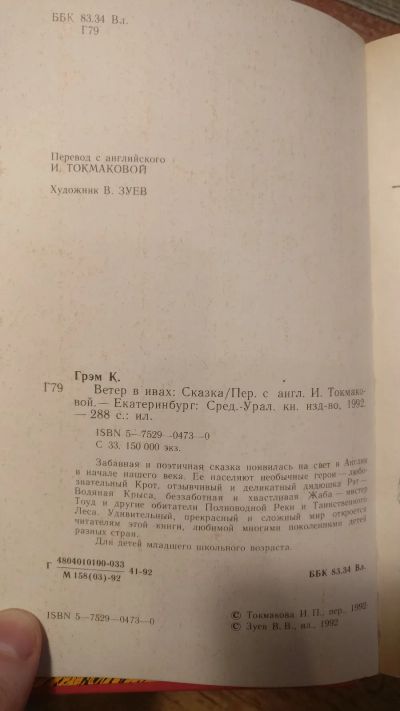 ББК 83.34 Вл.
Г79
Перевод с английского
И. ТОКМАКОВОЙ
Художник В. ЗУЕВ
Грэм К.
Г79 Ветер в ивах: Сказка/Пер. с англ. И. Токмако-
вой.— Екатеринбург: Сред.-Урал. кн. изд-во, 1992.
— 288 с.: ил.
ISBN 5—7529—0473—0
С 33. 150 000 экз.
Забавная и поэтичная сказка появилась на свет в Англии
в начале нашего века. Ее населяют необычные герои — любо-
знательный Крот, отзывчивый и деликатный дядюшка Рэт —
Водяная Крыса, беззаботная и хвастливая Жаба — мистер
Тоуд и другие обитатели Полноводной Реки и Таинственного
Леса. Удивительный, прекрасный и сложный мир откроется
читателям этой книги, любимой многими поколениями детей
разных стран.
Для детей младшего школьного возраста.
Г 4804010100-033 41-92
М 158(03)-92
ББК 83.34 Вл.
ISBN 5—7529—0473—0
© Токмакова И. П., пер., 1992
© Зуев В. В., ил., 1992